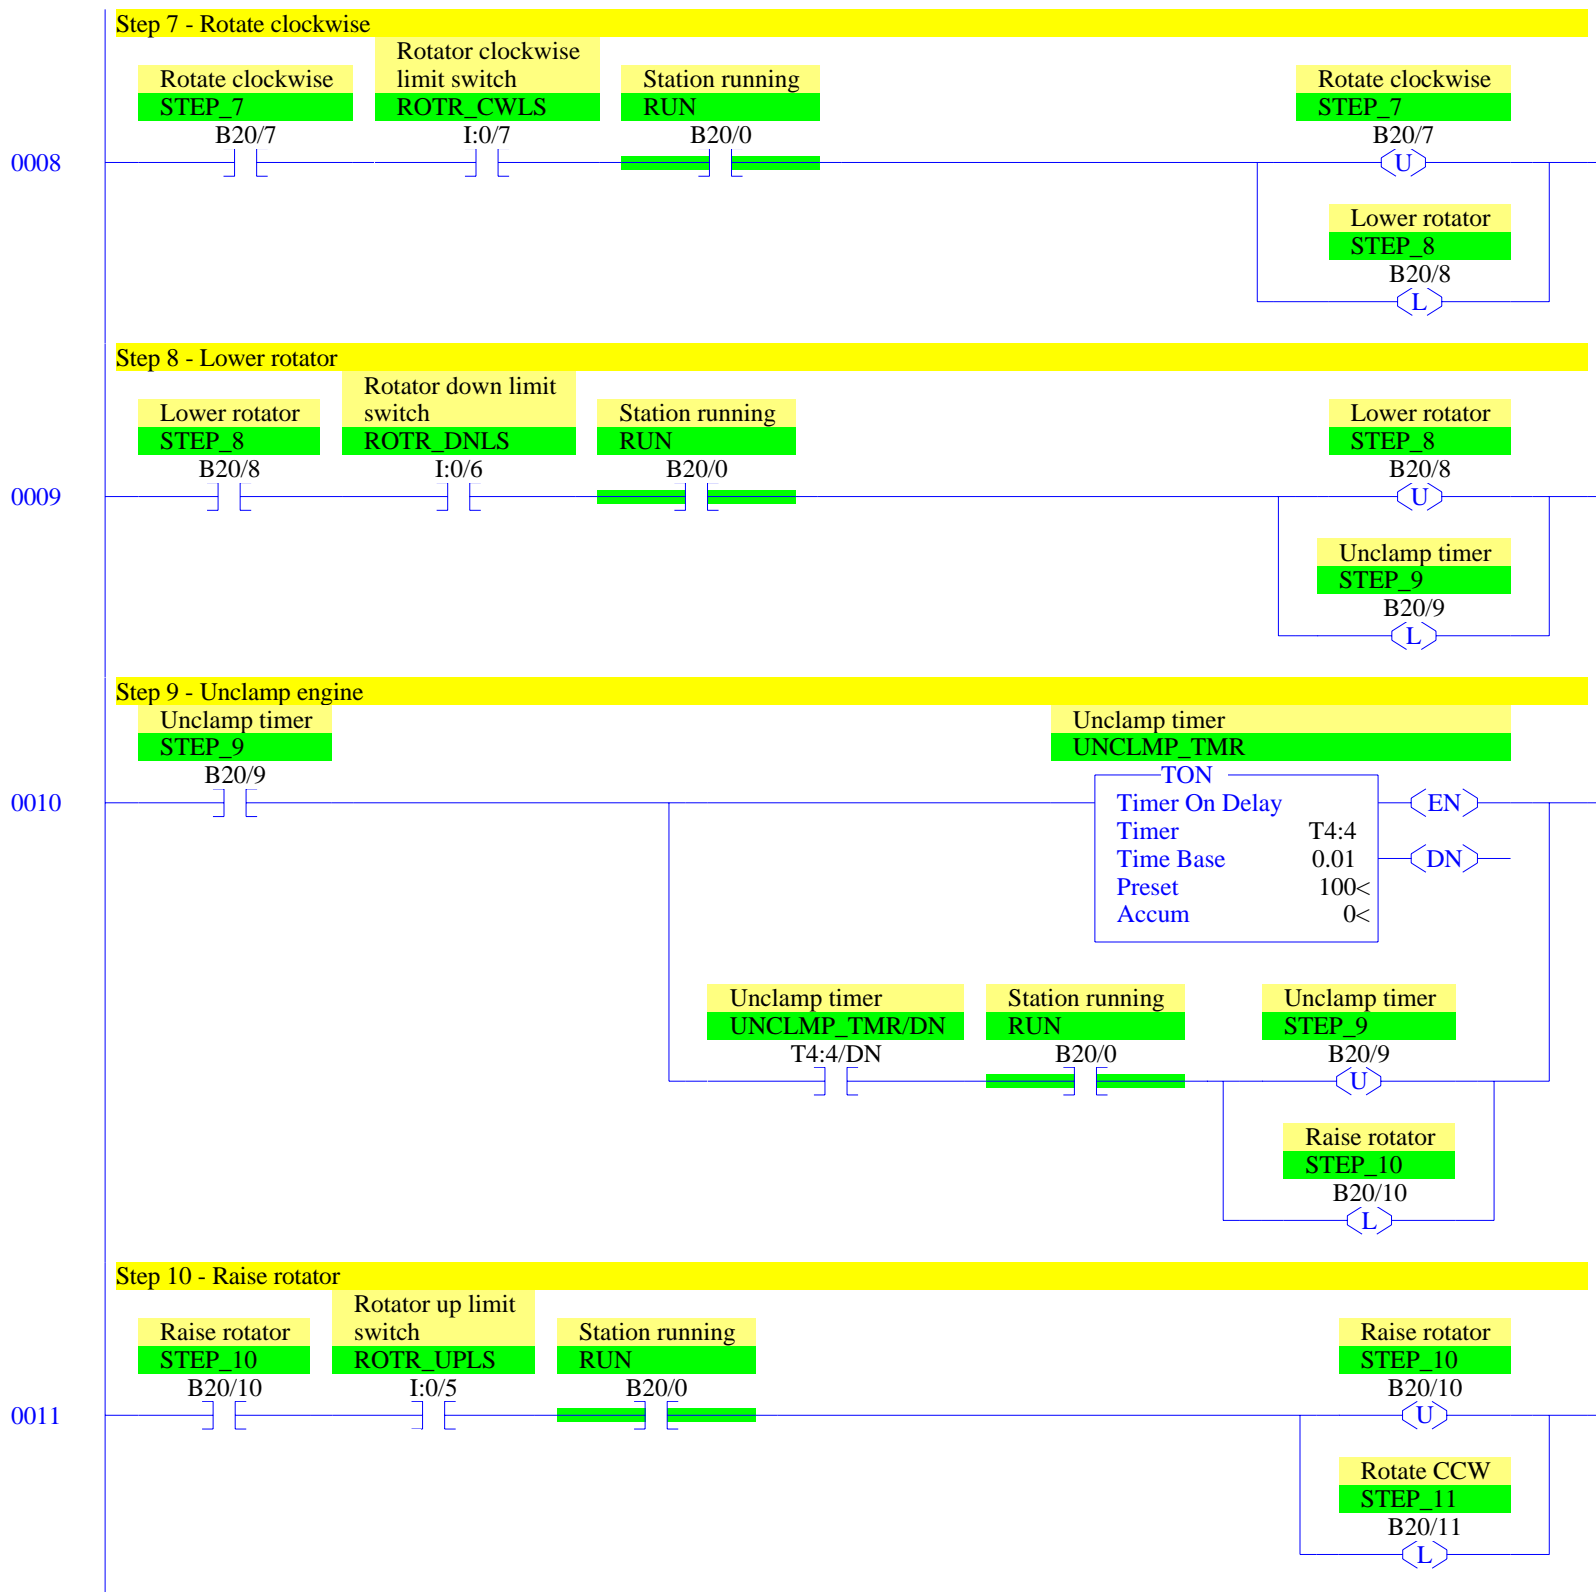 Step 7 - Rotate clockwise
Rotate clockwise
STEP_7
B20/7
Rotator clockwise
limit switch
ROTR_CWLS
I:0/7
Station running
RUN
B20/0
Rotate clockwise
STEP_7
B20/7
U
0008
Lower rotator
STEP_8
B20/8
L
Step 8 - Lower rotator
Lower rotator
STEP_8
B20/8
Rotator down limit
switch
ROTR_DNLS
I:0/6
Station running
RUN
B20/0
Lower rotator
STEP_8
B20/8
U
0009
Unclamp timer
STEP_9
B20/9
L
Step 9 - Unclamp engine
Unclamp timer
STEP_9
B20/9
0010
Unclamp timer
UNCLMP_TMR
TON
Timer On Delay
Timer T4:4
Time Base 0.01
Preset 100<
Accum 0<
EN
DN
Unclamp timer
UNCLMP_TMR/DN
T4:4/DN
Station running
RUN
B20/0
Unclamp timer
STEP_9
B20/9
U
Raise rotator
STEP_10
B20/10
L
Step 10 - Raise rotator
Raise rotator
STEP_10
B20/10
Rotator up limit
switch
ROTR_UPLS
I:0/5
Station running
RUN
B20/0
Raise rotator
STEP_10
B20/10
U
0011
Rotate CCW
STEP_11
B20/11
L